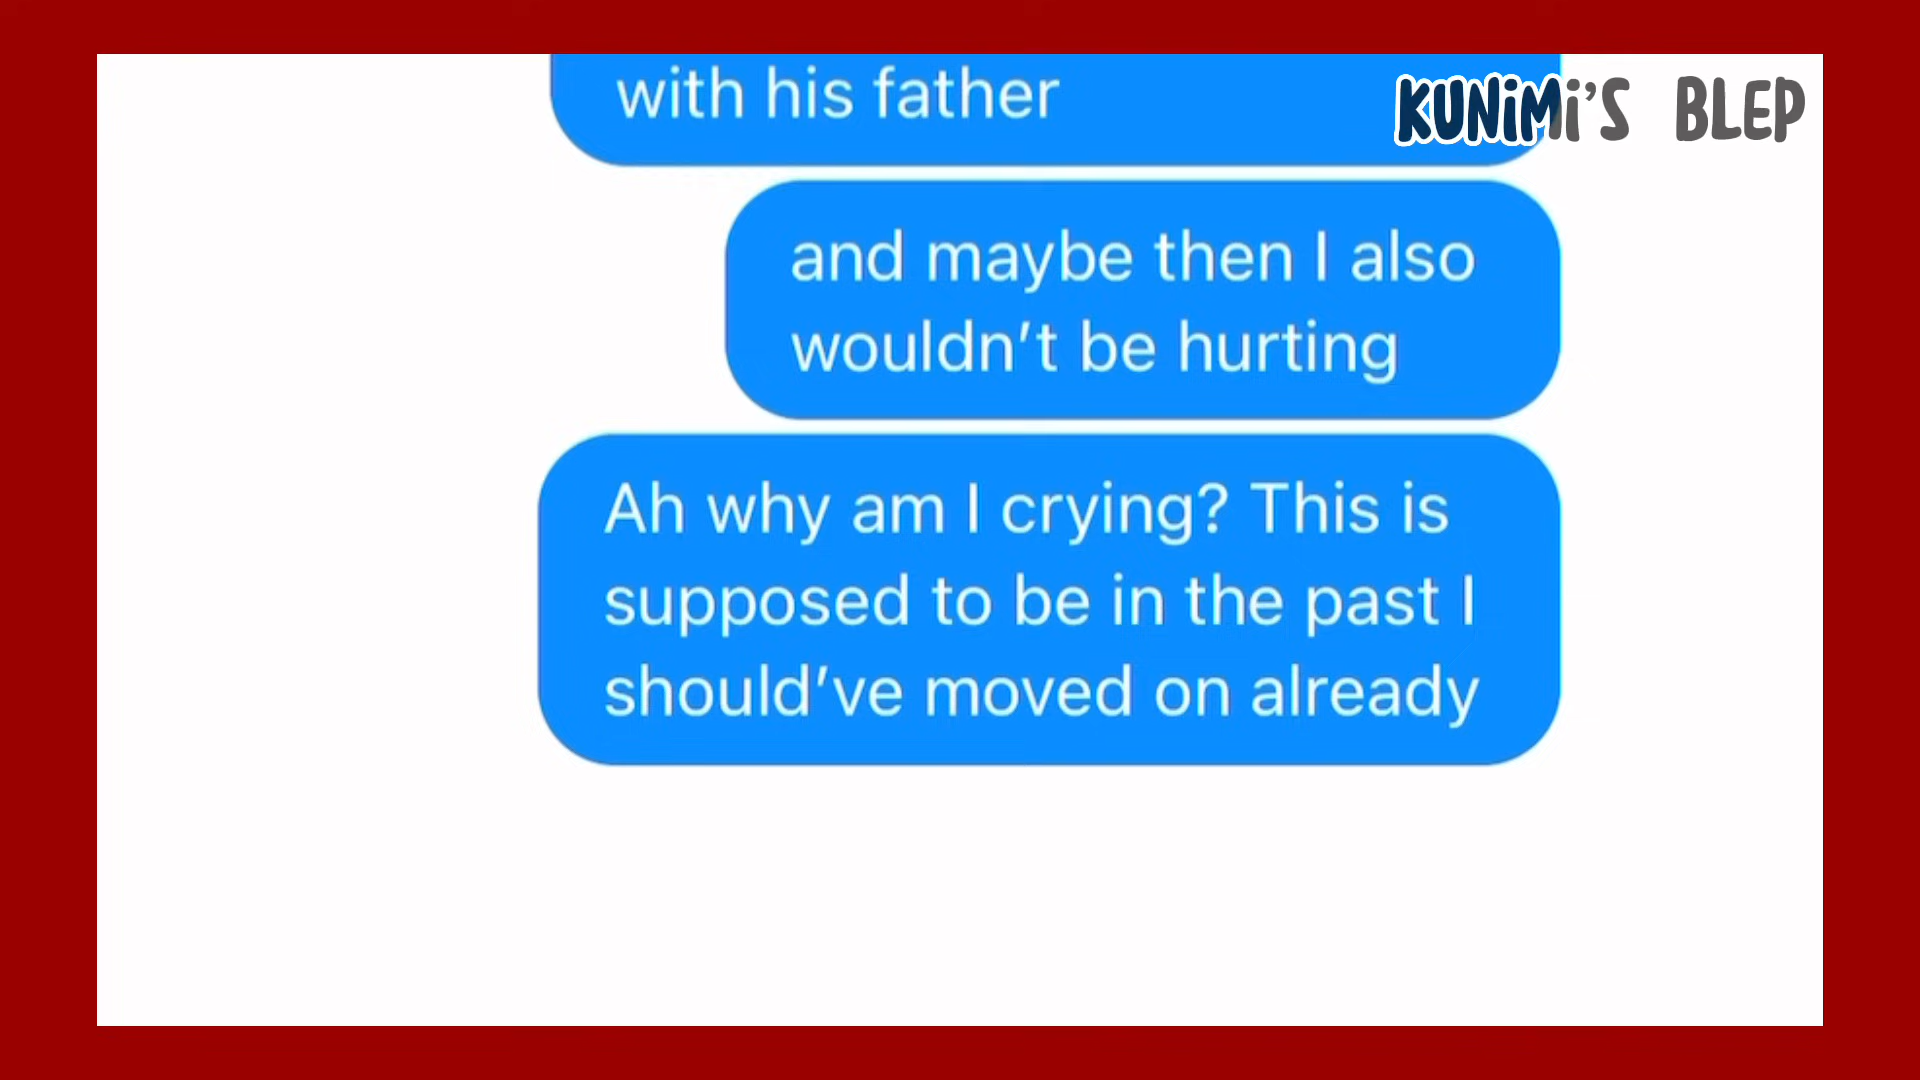 with his father
KUNiMi'S BLEP
and maybe then I also
wouldn't be hurting
Ah why am I crying? This is
supposed to be in the past I
should've moved on already